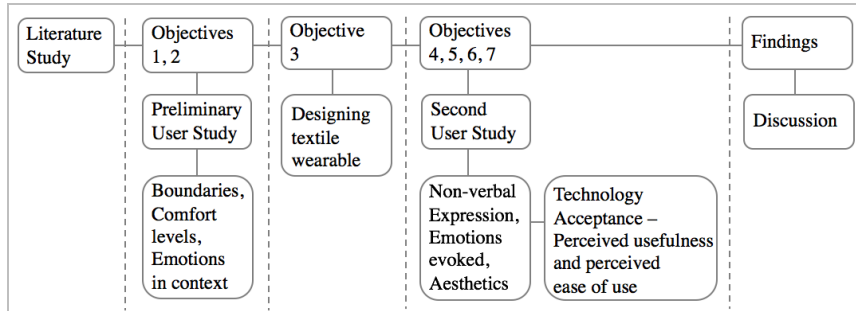 Literature
Study
Objectives
1, 2
Objective
3
Objectives
4, 5, 6, 7
Findings
Preliminary
User Study
Designing
textile
wearable
Second
User Study
Discussion
Boundaries,
Comfort
levels,
Emotions
in context
Non-verbal
Expression,
Emotions
evoked,
Aesthetics
Technology
Acceptance –
Perceived usefulness
and perceived
ease of use